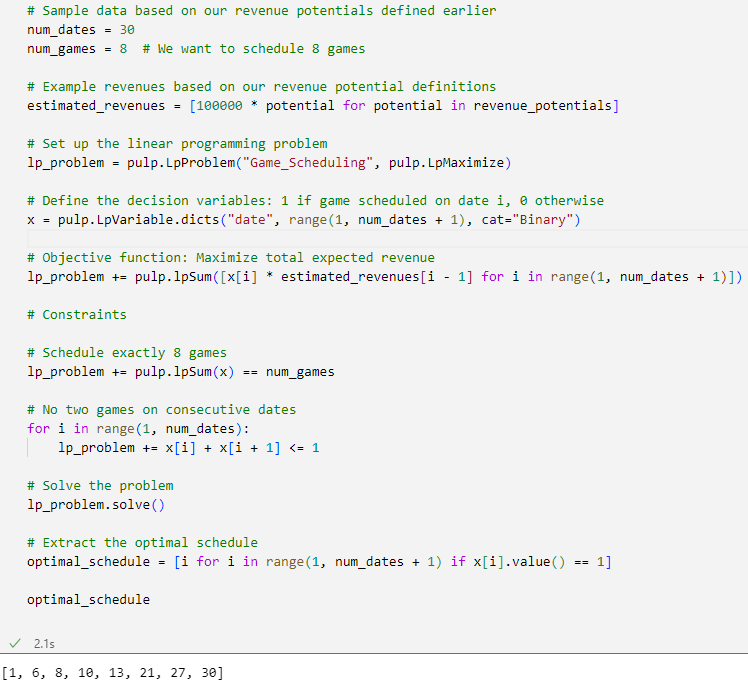 # Sample data based on our revenue potentials defined earlier
num_dates = 30
num_games = 8  # We want to schedule 8 games
# Example revenues based on our revenue potential definitions
estimated_revenues = [100000 * potential for potential in revenue_potentials]
# Set up the linear programming problem
lp_problem = pulp.LpProblem("Game_Scheduling", pulp.LpMaximize)
# Define the decision variables: 1 if game scheduled on date i, 0 otherwise
x = pulp.LpVariable.dicts("date", range(1, num_dates + 1), cat="Binary")
# Objective function: Maximize total expected revenue
lp_problem += pulp.lpSum([x[i] * estimated_revenues[i - 1] for i in range(1, num_dates + 1)])
# Constraints
# Schedule exactly 8 games
lp_problem += pulp.lpSum(x) == num_games
# No two games on consecutive dates
for i in range(1, num_dates):
    lp_problem += x[i] + x[i + 1] <= 1
# Solve the problem
lp_problem.solve()
# Extract the optimal schedule
optimal_schedule = [i for i in range(1, num_dates + 1) if x[i].value() == 1]
optimal_schedule
✓ 2.1s
[1, 6, 8, 10, 13, 21, 27, 30]